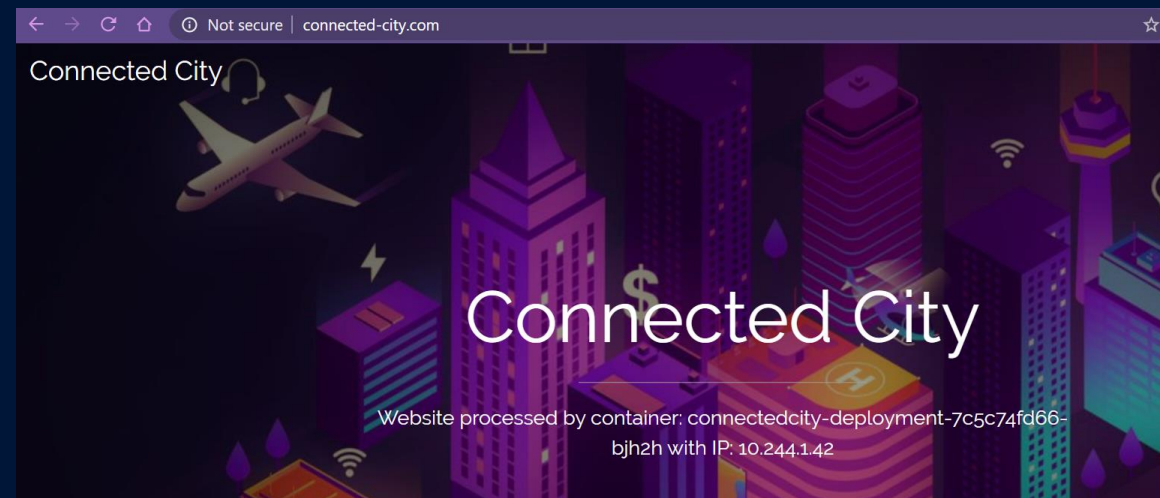 Not secure | connected-city.com
Connected City
$
H
Connected City
Website processed by container: connectedcity-deployment-7c5c74fd66-
bjh2h with IP: 10.244.1.42